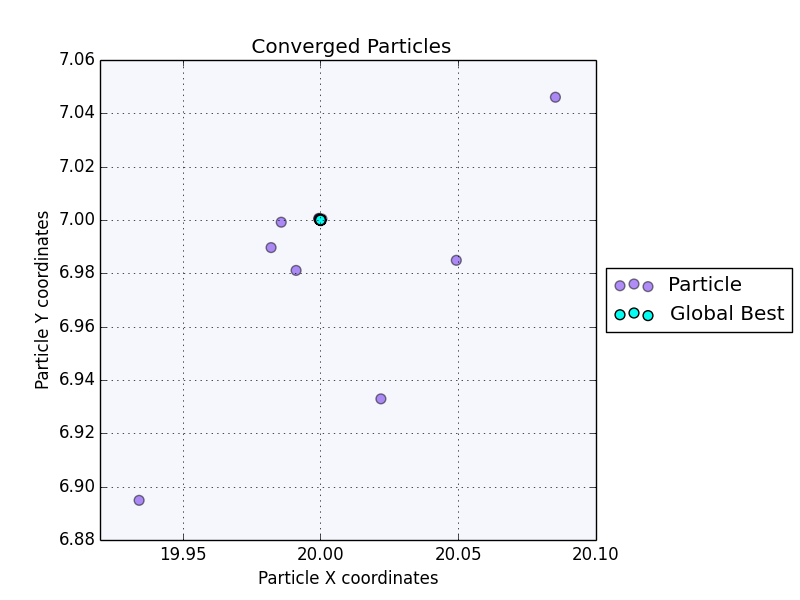 Converged Particles
7.06
7.04
7.02
7.00
6.98
6.96
6.94
6.92
6.90
6.88
Particle Y coordinates
19.95 20.00 20.05 20.10
Particle X coordinates
Particle
Global Best